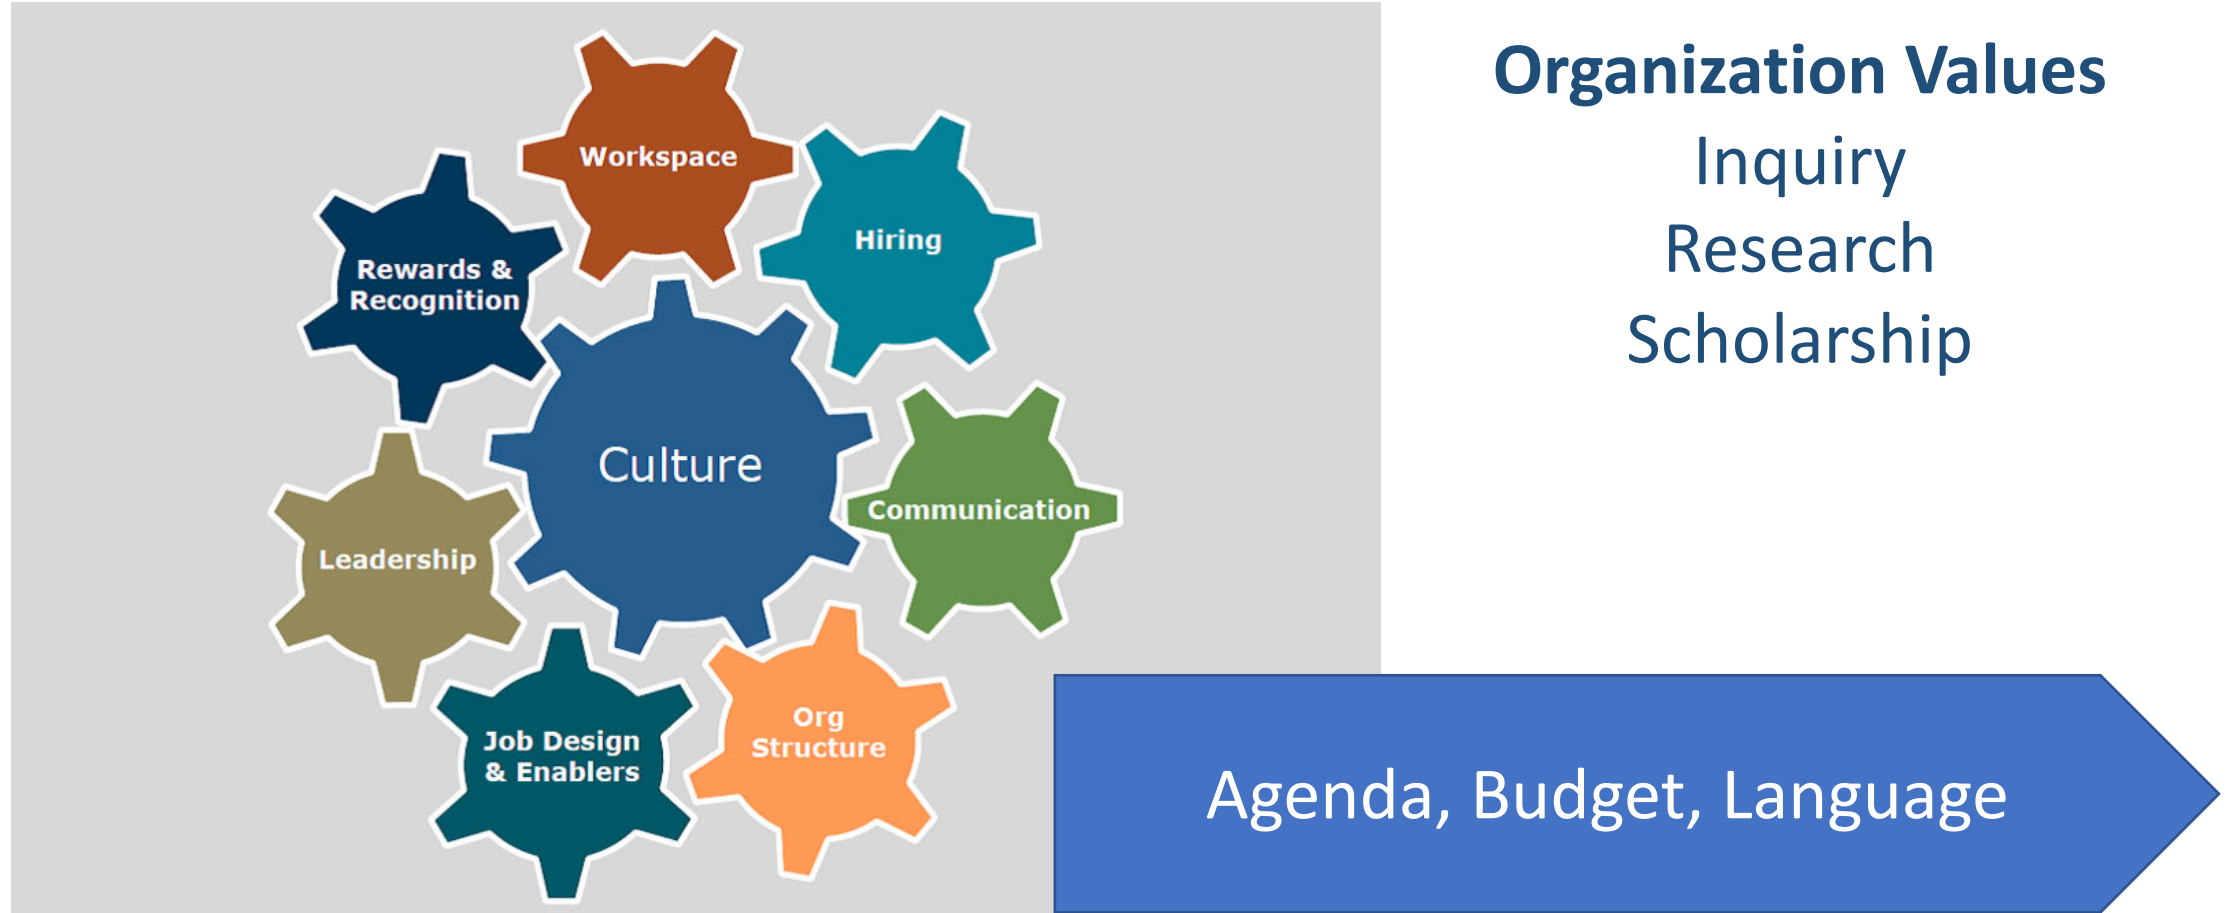 Organization Values
Inquiry
Research
Scholarship
Workspace
Hiring
Rewards &
Recognition
Culture
Communication
Leadership
Org
Structure
Job Design
& Enablers
Agenda, Budget, Language